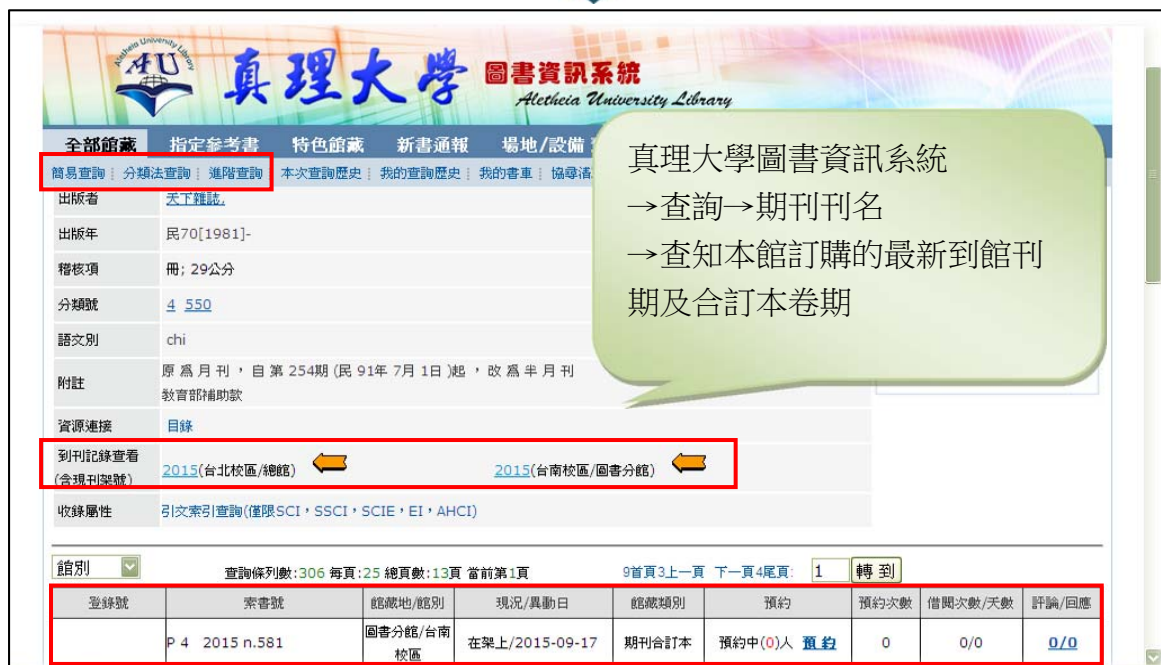 Aletheia University Library
AU
真理大學 圖書資訊系統
Aletheia University Library
全部館藏 指定參考書 特色館藏 新書通報 場地/設備
簡易查詢 分類法查詢 進階查詢 本次查詢歷史 我的查詢歷史 我的書車 協尋清
真理大學圖書資訊系統
→查詢→期刊刊名
→查知本館訂購的最新到館刊
期及合訂本卷期
出版者 天下雜誌,
出版年 民70[1981]-
稽核項 冊; 29公分
分類號 4 550
語文別 chi
附註 原 爲 月 刊 ，自 第 254期 (民 91年 7月 1日 )起 ，改 爲 半 月 刊
教育部補助款
資源連接 目錄
到刊記錄查看
(含現刊架號) 2015(台北校區/總館) 2015(台南校區/圖書分館)
收錄屬性 引文索引查詢(僅限SCI，SSCI，SCIE，EI，AHCI)
館別 查詢條列數:306 每頁:25 總頁數:13頁 當前第1頁 9首頁3上一頁 下一頁4尾頁: 1 轉 到
登錄號 索書號 館藏地/館別 現況/異動日 館藏類別 預約 預約次數 借閱次數/天數 評論/回應
P 4 2015 n.581 圖書分館/台南校區 在架上/2015-09-17 期刊合訂本 預約中(0)人 預 約 0 0/0 0/0